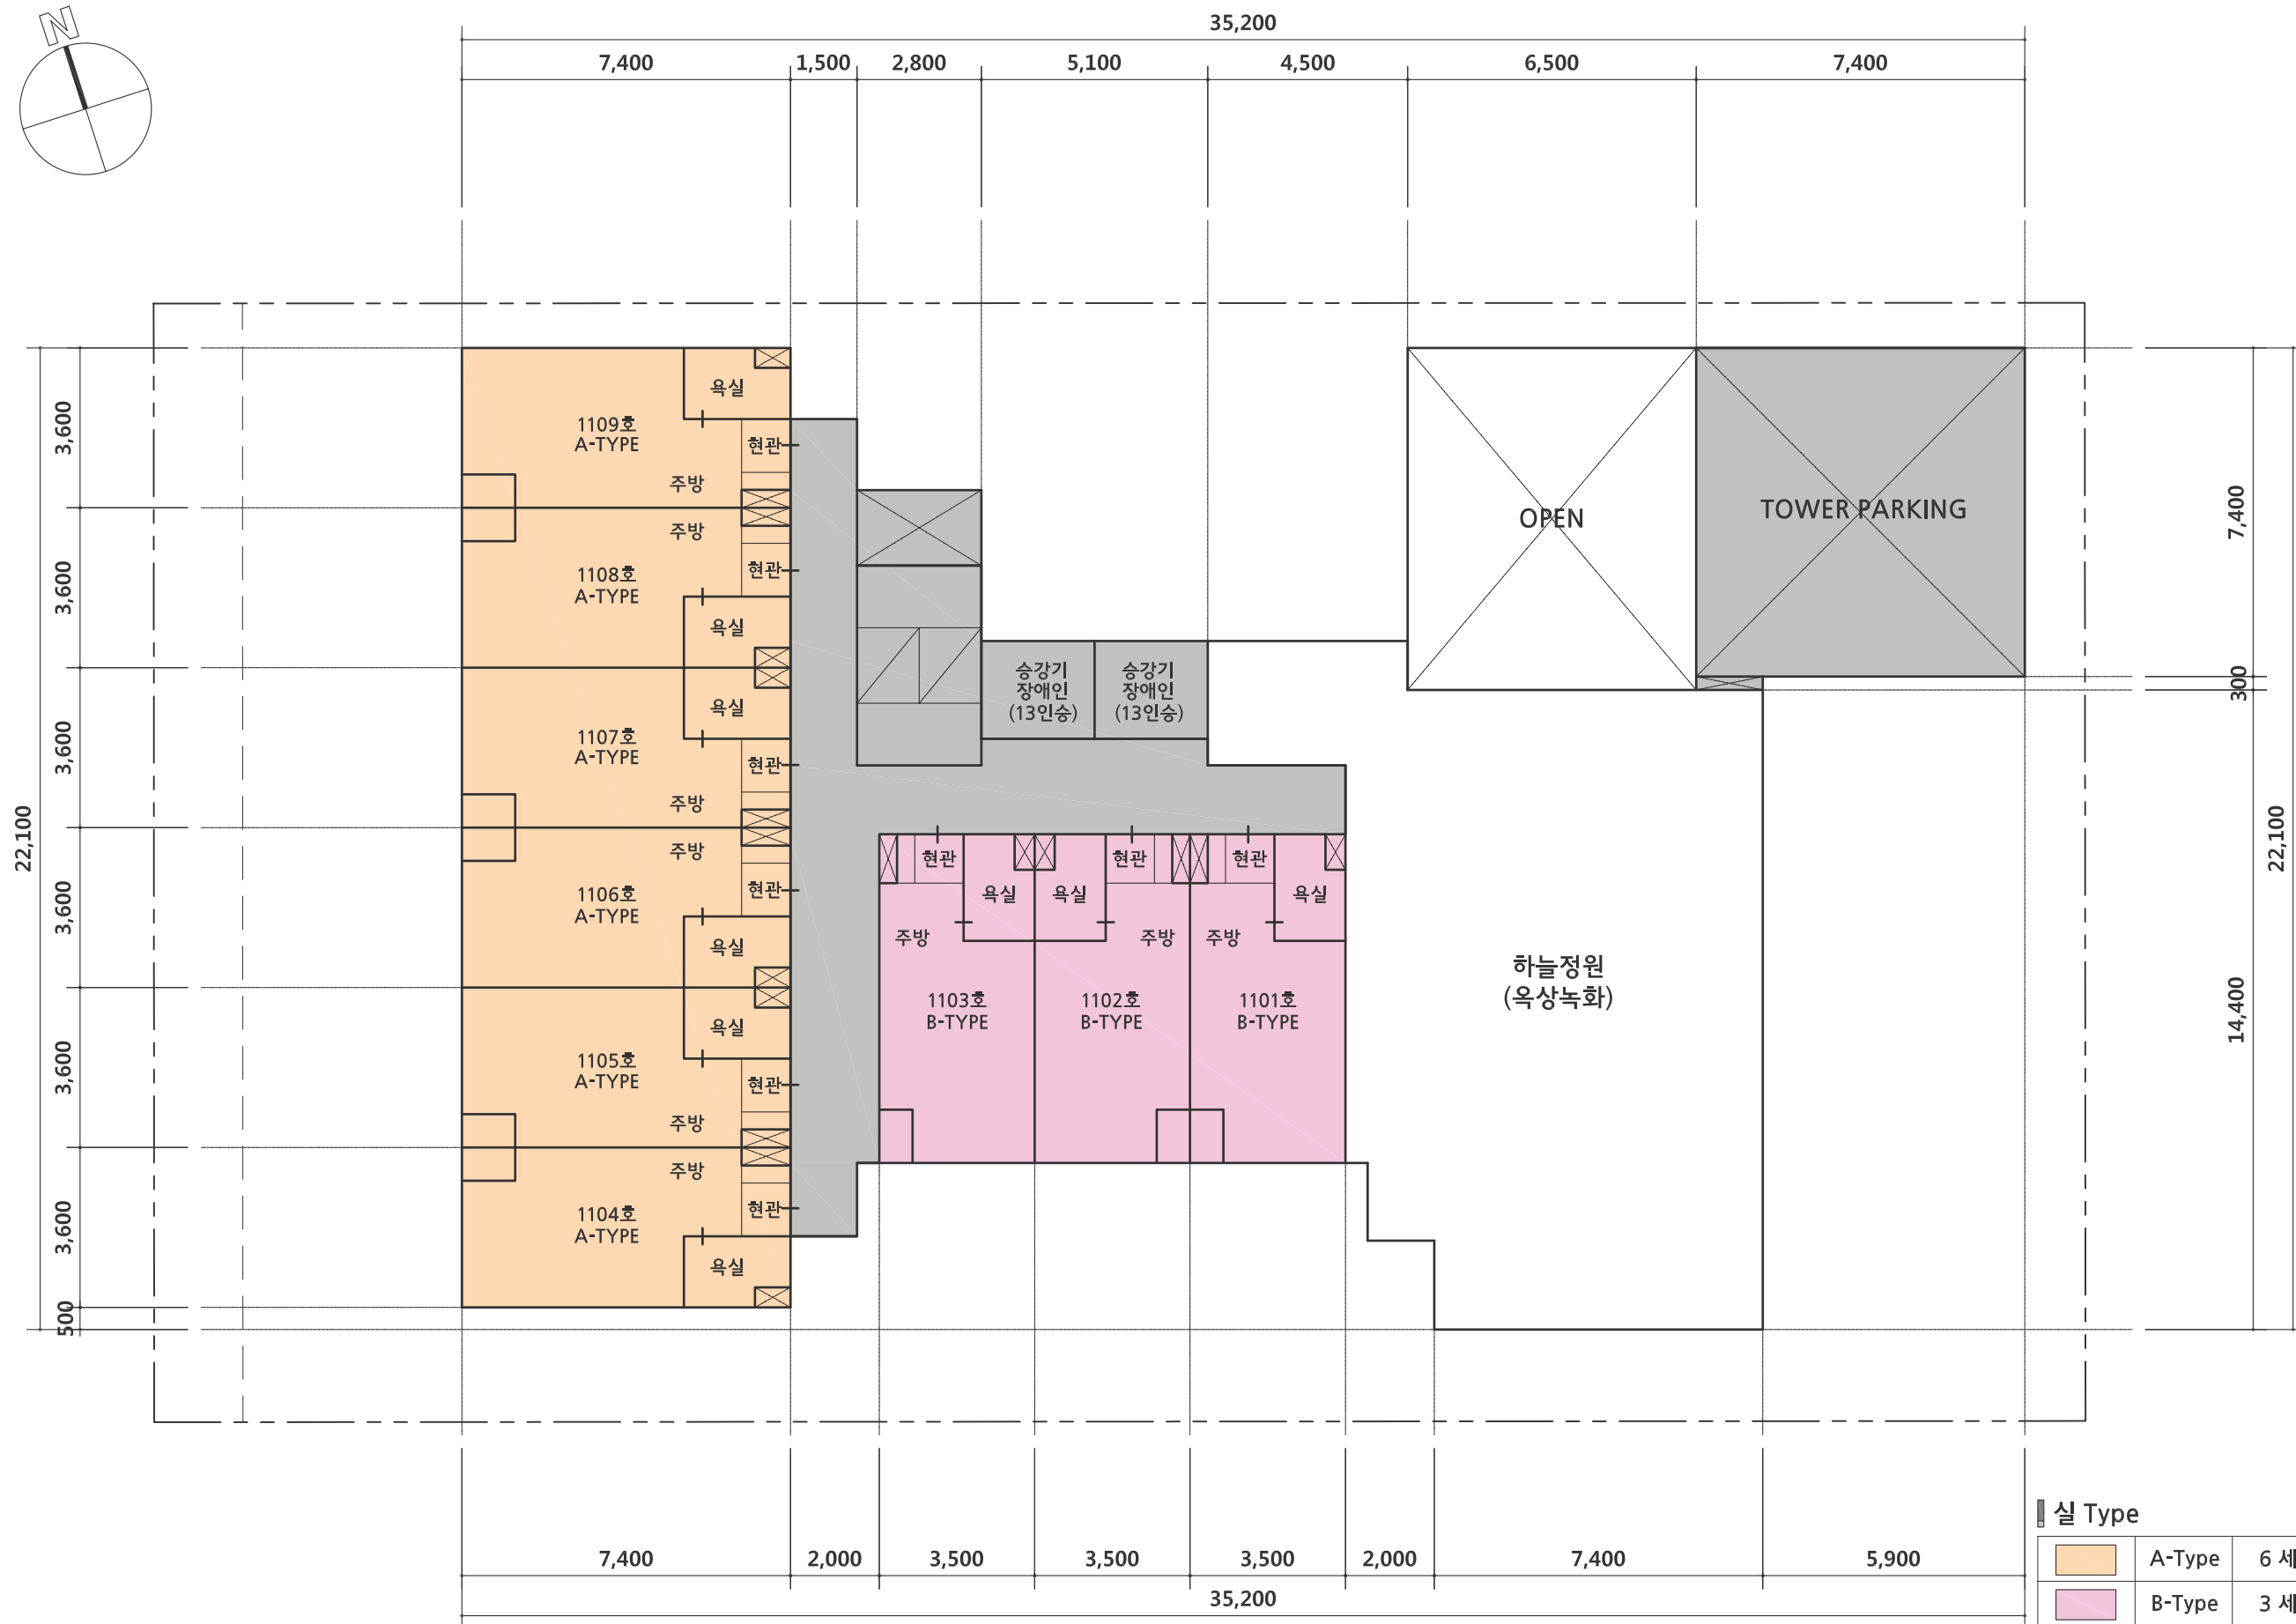 N
35,200
7,400 1,500 2,800 5,100 4,500 6,500 7,400
22,100
3,600
3,600
3,600
3,600
3,600
3,600
500
욕실
1109호
A-TYPE
현관
주방
주방
1108호
A-TYPE
현관
욕실
욕실
1107호
A-TYPE
현관
주방
주방
1106호
A-TYPE
현관
욕실
욕실
1105호
A-TYPE
현관
주방
주방
1104호
A-TYPE
현관
욕실
승강기
장애인
(13인승)
승강기
장애인
(13인승)
현관
욕실
주방
1103호
B-TYPE
현관
욕실
주방
1102호
B-TYPE
현관
욕실
주방
1101호
B-TYPE
OPEN
TOWER PARKING
하늘정원
(옥상녹화)
7,400
300
14,400
22,100
7,400 2,000 3,500 3,500 3,500 2,000 7,400 5,900
35,200
실 Type
A-Type 6 세
B-Type 3 세